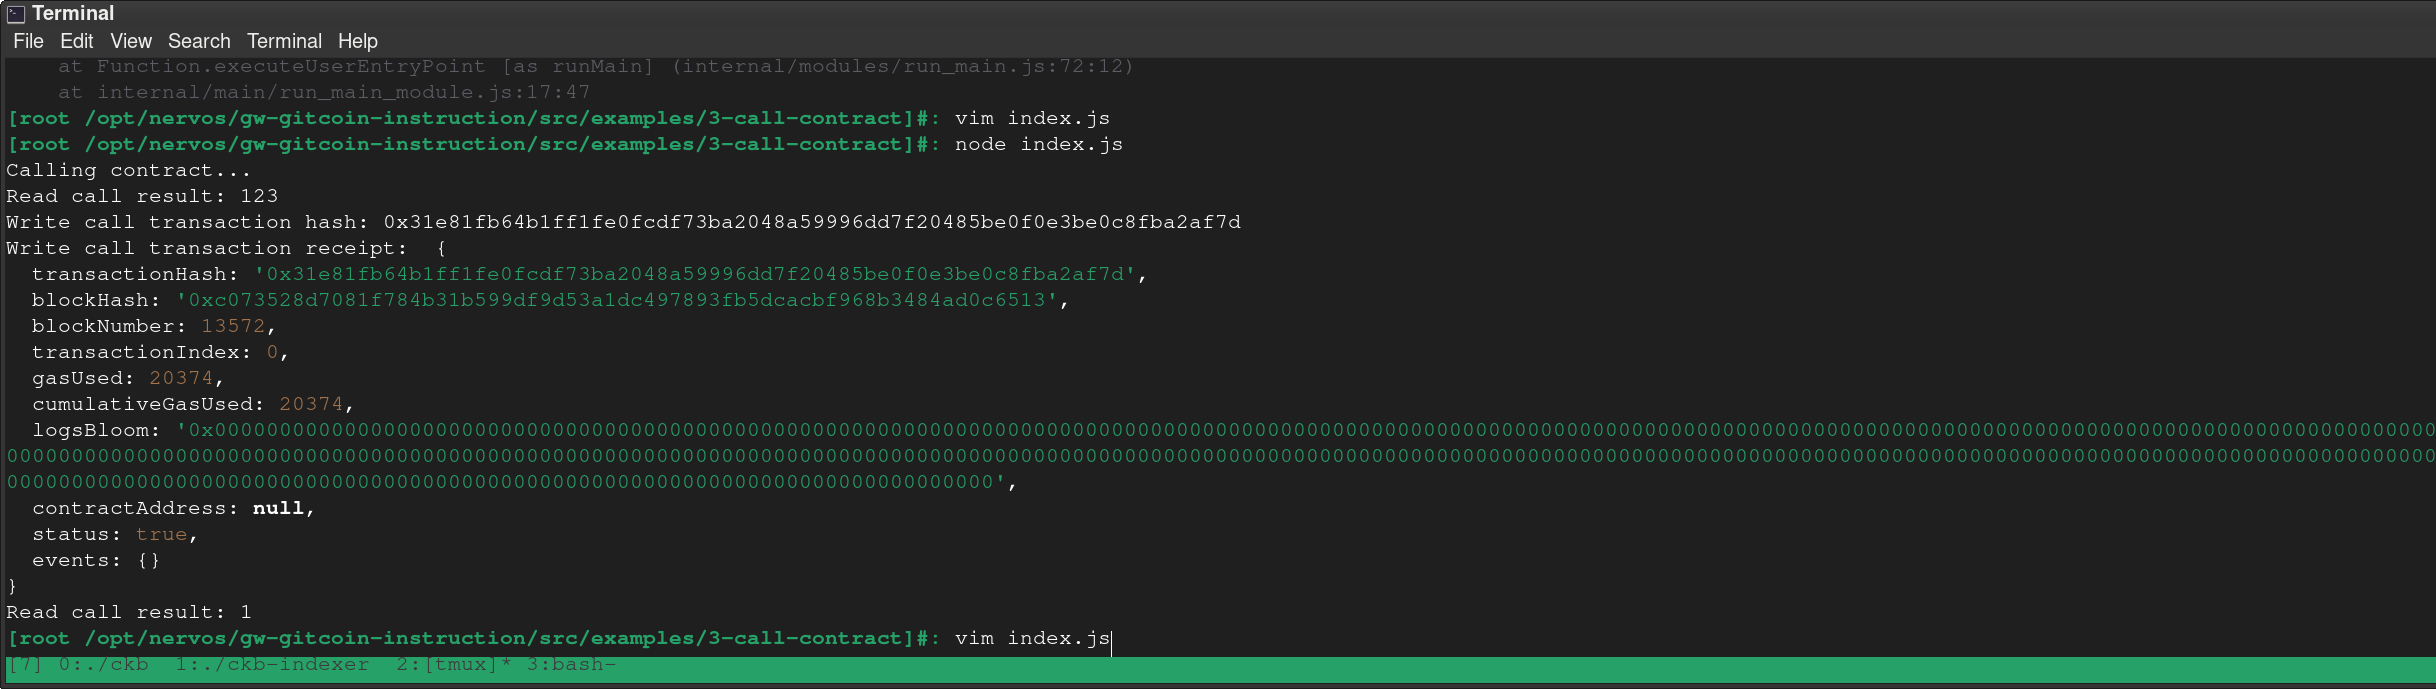 Terminal
File Edit View Search Terminal Help
    at Function.executeUserEntryPoint [as runMain] (internal/modules/run_main.js:72:12)
    at internal/main/run_main_module.js:17:47
[root /opt/nervos/gw-gitcoin-instruction/src/examples/3-call-contract]#: vim index.js
[root /opt/nervos/gw-gitcoin-instruction/src/examples/3-call-contract]#: node index.js
Calling contract...
Read call result: 123
Write call transaction hash: 0x31e81fb64b1ff1fe0fcdf73ba2048a59996dd7f20485be0f0e3be0c8fba2af7d
Write call transaction receipt:  {
  transactionHash: '0x31e81fb64b1ff1fe0fcdf73ba2048a59996dd7f20485be0f0e3be0c8fba2af7d',
  blockHash: '0xc073528d7081f784b31b599df9d53a1dc497893fb5dcacbf968b3484ad0c6513',
  blockNumber: 13572,
  transactionIndex: 0,
  gasUsed: 20374,
  cumulativeGasUsed: 20374,
  logsBloom: '0x0000000000000000000000000000000000000000000000000000000000000000000000000000000000000000000000000000000000000000000000000000000000000000000000000000000000000000000000000
0000000000000000000000000000000000000000000000000000000000000000000000000000000000000000000000000000000000000000000000000000000000000000000000000000000000000000000000000000000000000000000
0000000000000000000000000000000000000000000000000000000000000000000000000000',
  contractAddress: null,
  status: true,
  events: {}
}
Read call result: 1
[root /opt/nervos/gw-gitcoin-instruction/src/examples/3-call-contract]#: vim index.js
[7] 0:./ckb  1:./ckb-indexer  2:[tmux]* 3:bash-